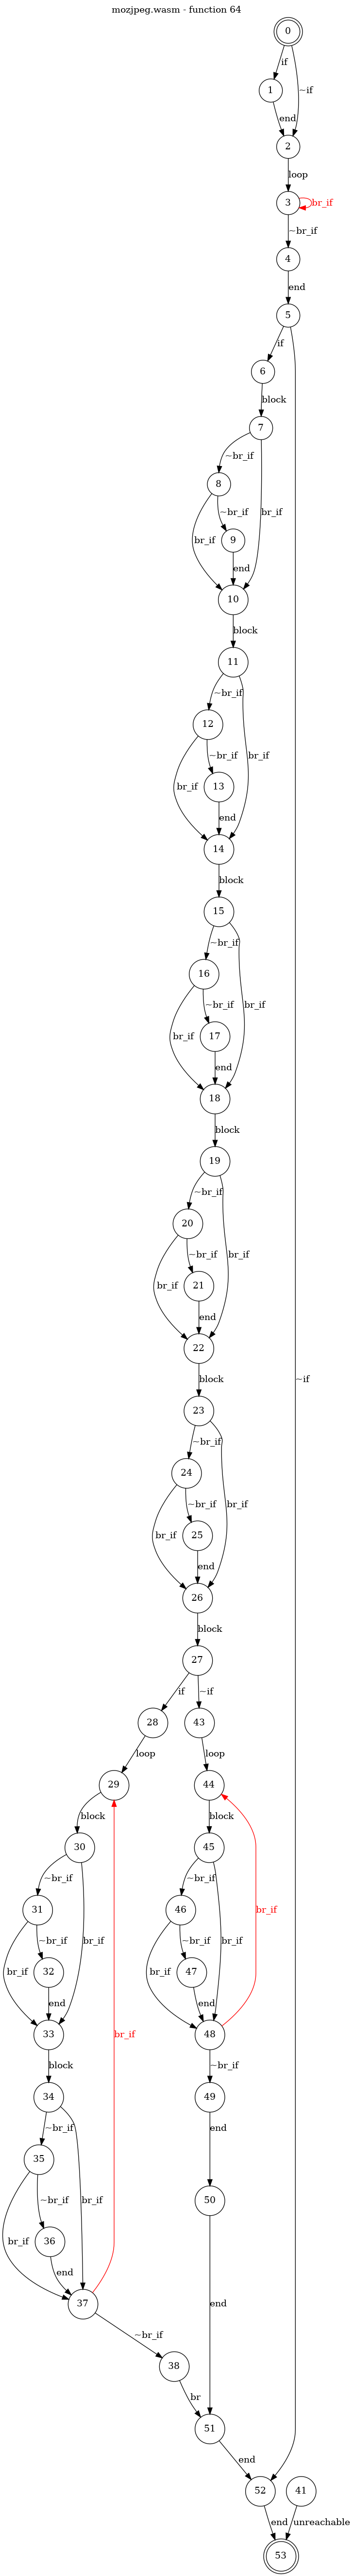 mozjpeg.wasm - function 64
0
if
1
~if
end
2
loop
3
br_if
~br_if
4
end
5
if
6
block
7
~br_if
8
~br_if
br_if
br_if
9
end
10
block
11
~br_if
12
~br_if
br_if
br_if
13
end
14
block
15
~br_if
16
~br_if
br_if
br_if
17
end
18
block
19
~br_if
20
~br_if
br_if
br_if
21
end
22
block
~if
23
~br_if
24
~br_if
br_if
br_if
25
end
26
block
27
if
~if
28
43
loop
loop
29
44
block
block
30
45
~br_if
~br_if
31
46
br_if
~br_if
br_if
~br_if
br_if
br_if
br_if
32
47
end
end
33
48
br_if
block
~br_if
34
49
~br_if
end
35
~br_if
br_if
50
br_if
36
end
37
end
~br_if
38
br
51
end
52
41
end
unreachable
53